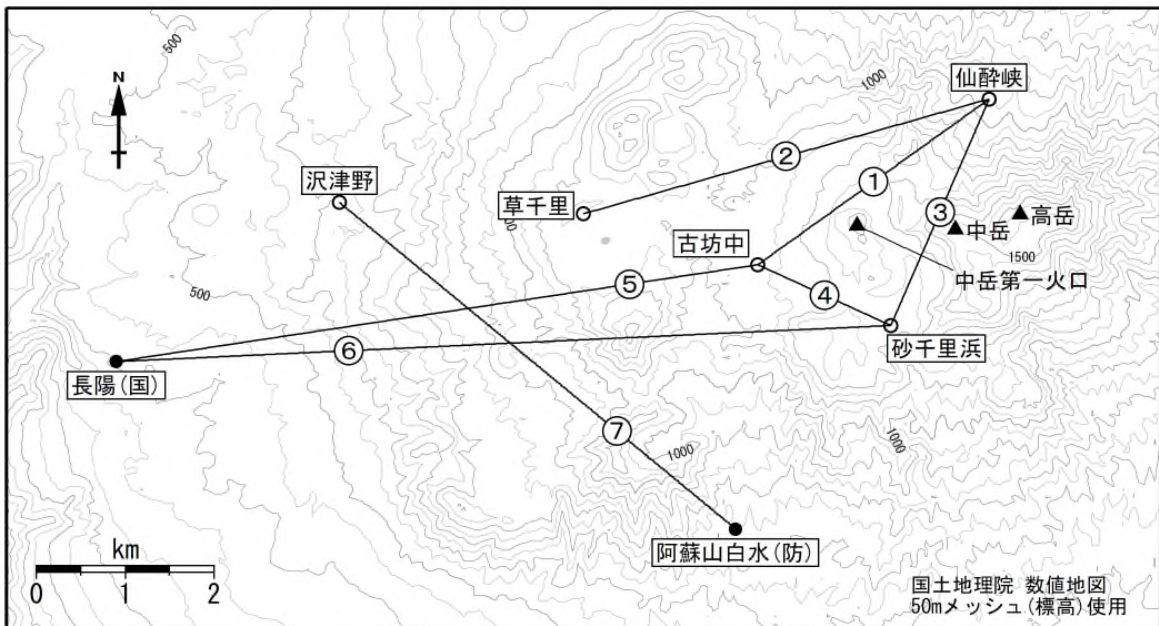 500
N
1000
仙酔峡
②
①
沢津野
草千里
③
高岳
中岳
古坊中
1500
中岳第一火口
⑤
④
500
⑥
砂千里浜
長陽(国)
⑦
1000
1000
阿蘇山白水(防)
km
0 1 2
国土地理院 数値地図
50mメッシュ(標高)使用